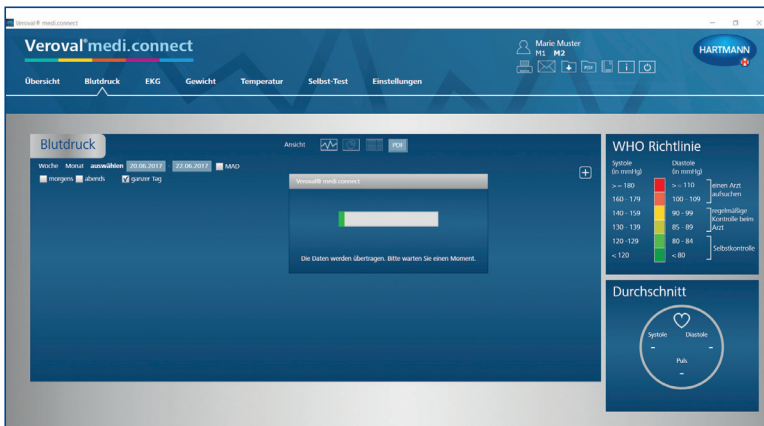 Veroval® medi.connect
Veroval®medi.connect
Marie Muster
M1 M2
HARTMANN
PDF
Übersicht Blutdruck EKG Gewicht Temperatur Selbst-Test Einstellungen
Blutdruck
Ansicht PDF
Woche Monat auswählen 20.06.2017 - 22.06.2017 MAD
morgens abends ganzer Tag
Veroval® medi.connect
Die Daten werden übertragen. Bitte warten Sie einen Moment.
WHO Richtlinie
Systole Diastole
(in mmHg) (in mmHg)
>= 180 >= 110 einen Arzt
aufsuchen
160 - 179 100 - 109
140 - 159 90 - 99 regelmäßige
Kontrolle beim
130 - 139 85 - 89 Arzt
120 -129 80 - 84
Selbstkontrolle
< 120 < 80
Durchschnitt
Systole Diastole
- -
Puls
-